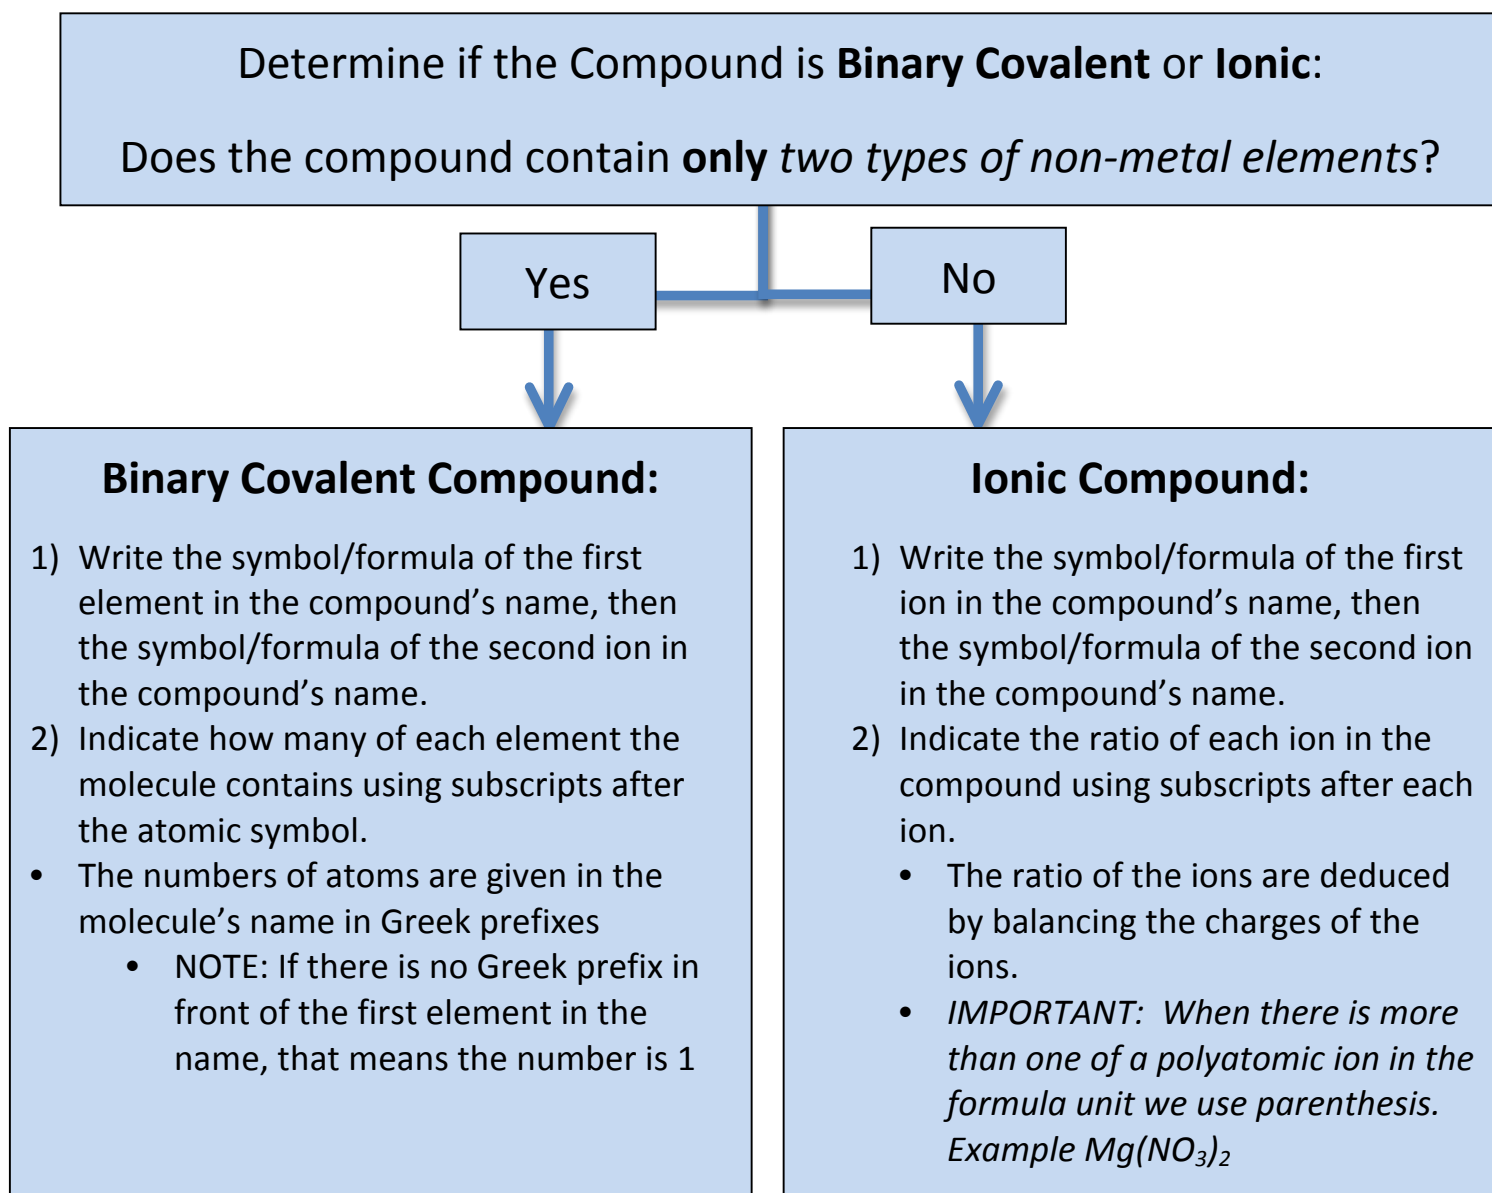 Determine if the Compound is Binary Covalent or Ionic:
Does the compound contain only two types of non-metal elements?
Yes
No
Binary Covalent Compound:
1) Write the symbol/formula of the first
element in the compound’s name, then
the symbol/formula of the second ion in
the compound’s name.
2) Indicate how many of each element the
molecule contains using subscripts after
the atomic symbol.
• The numbers of atoms are given in the
molecule’s name in Greek prefixes
• NOTE: If there is no Greek prefix in
front of the first element in the
name, that means the number is 1
Ionic Compound:
1) Write the symbol/formula of the first
ion in the compound’s name, then
the symbol/formula of the second ion
in the compound’s name.
2) Indicate the ratio of each ion in the
compound using subscripts after each
ion.
• The ratio of the ions are deduced
by balancing the charges of the
ions.
• IMPORTANT: When there is more
than one of a polyatomic ion in the
formula unit we use parenthesis.
Example Mg(NO₃)₂